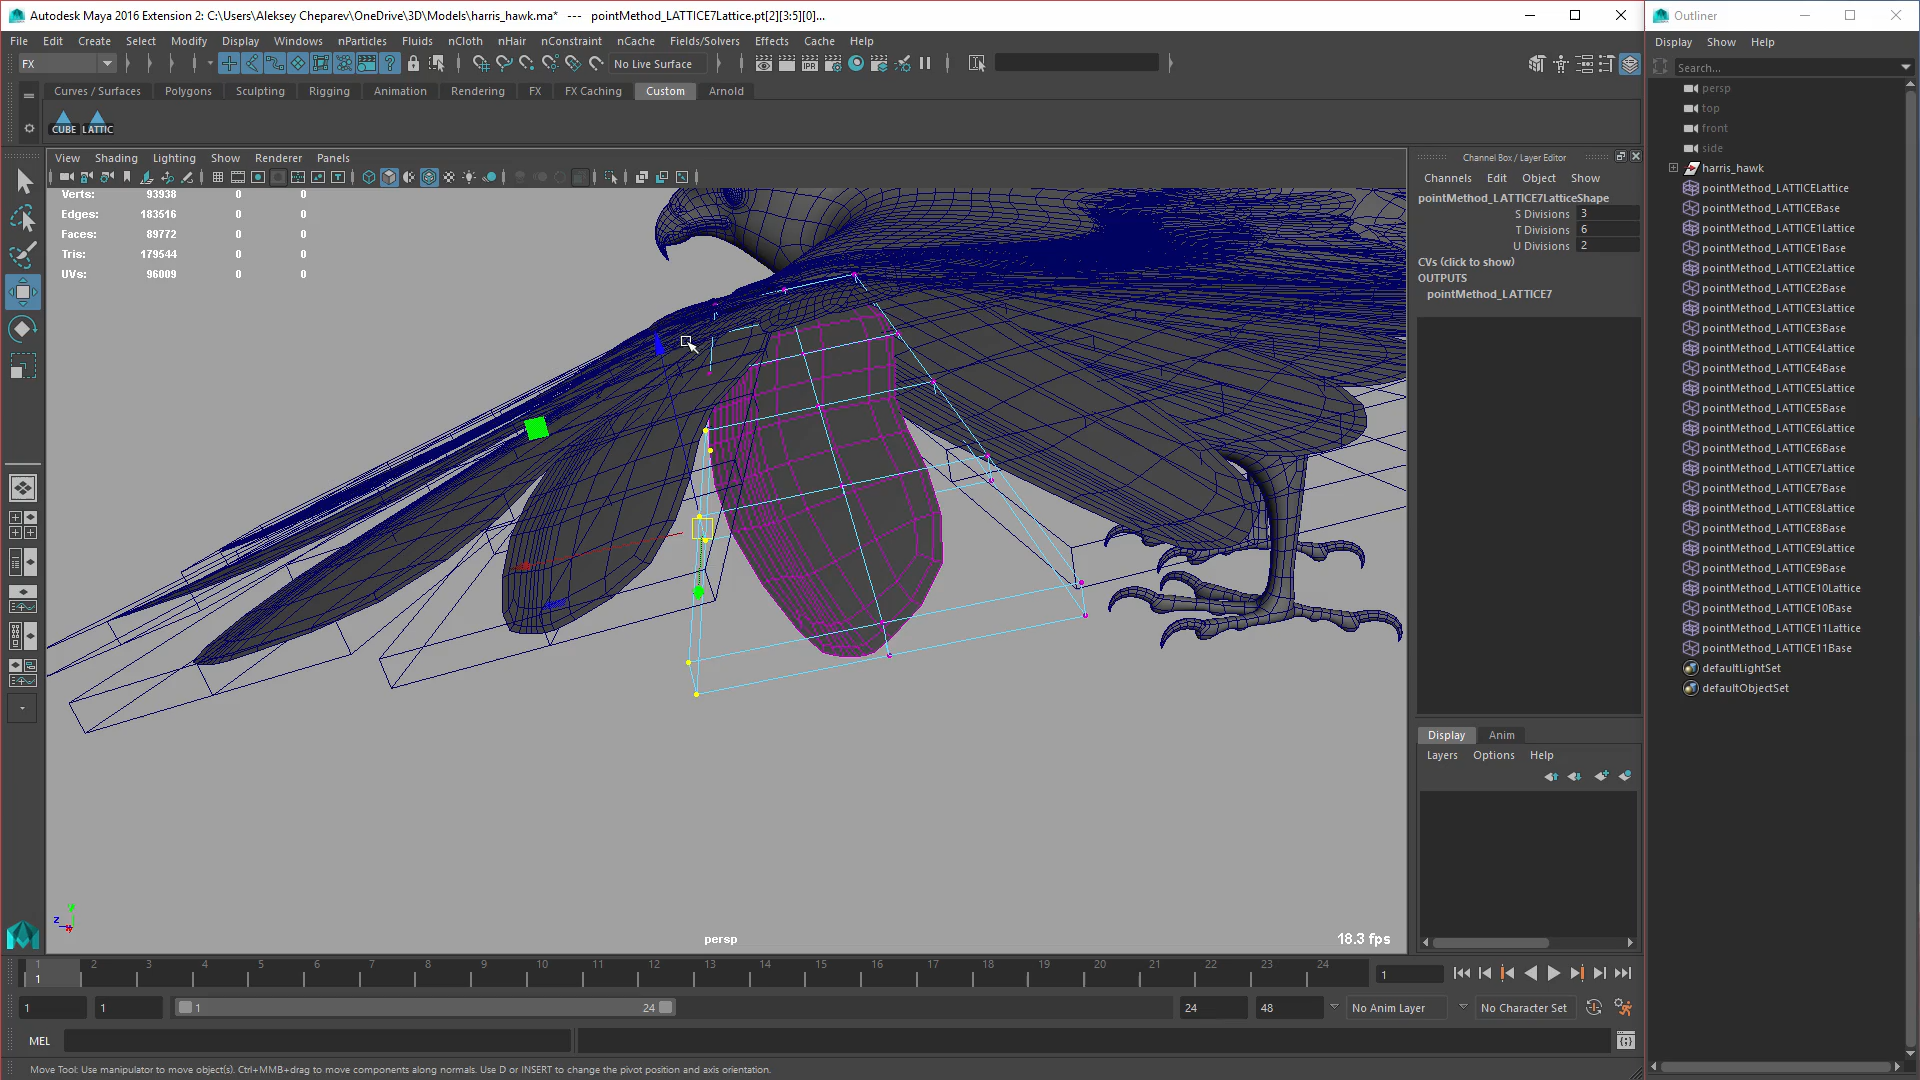 Autodesk Maya 2016 Extension 2: C:\Users\Aleksey Cheparev\OneDrive\3D\Models\harris_hawk.ma* --- pointMethod_LATTICE7Lattice.pt[2][3:5][0]...
File Edit Create Select Modify Display Windows nParticles Fluids nCloth nHair nConstraint nCache Fields/Solvers Effects Cache Help
FX
No Live Surface
Curves / Surfaces Polygons Sculpting Rigging Animation Rendering FX FX Caching Custom Arnold
CUBE LATTIC
View Shading Lighting Show Renderer Panels
Verts: 93938 0 0
Edges: 183516 0 0
Faces: 89772 0 0
Tris: 179544 0 0
UVs: 96009 0 0
persp
18.3 fps
Channel Box / Layer Editor
Channels Edit Object Show
pointMethod_LATTICE7LatticeShape
S Divisions 3
T Divisions 6
U Divisions 2
CVs (click to show)
OUTPUTS
pointMethod_LATTICE7
Display Anim
Layers Options Help
Outliner
Display Show Help
Search...
persp
top
front
side
harris_hawk
pointMethod_LATTICELattice
pointMethod_LATTICEBase
pointMethod_LATTICE1Lattice
pointMethod_LATTICE1Base
pointMethod_LATTICE2Lattice
pointMethod_LATTICE2Base
pointMethod_LATTICE3Lattice
pointMethod_LATTICE3Base
pointMethod_LATTICE4Lattice
pointMethod_LATTICE4Base
pointMethod_LATTICE5Lattice
pointMethod_LATTICE5Base
pointMethod_LATTICE6Lattice
pointMethod_LATTICE6Base
pointMethod_LATTICE7Lattice
pointMethod_LATTICE7Base
pointMethod_LATTICE8Lattice
pointMethod_LATTICE8Base
pointMethod_LATTICE9Lattice
pointMethod_LATTICE9Base
pointMethod_LATTICE10Lattice
pointMethod_LATTICE10Base
pointMethod_LATTICE11Lattice
pointMethod_LATTICE11Base
defaultLightSet
defaultObjectSet
1 2 3 4 5 6 7 8 9 10 11 12 13 14 15 16 17 18 19 20 21 22 23 24
1
1
1 1 1 24 24 48 No Anim Layer No Character Set
MEL
Move Tool: Use manipulator to move object(s). Ctrl+MMB+drag to move components along normals. Use D or INSERT to change the pivot position and axis orientation.